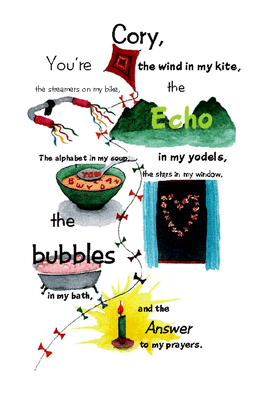 Cory,
You're the wind in my kite,
the streamers on my bike, the
Echo
The alphabet in my soup, in my yodels,
the stars in my window,
the
bubbles
in my bath,
and the
Answer
to my prayers.